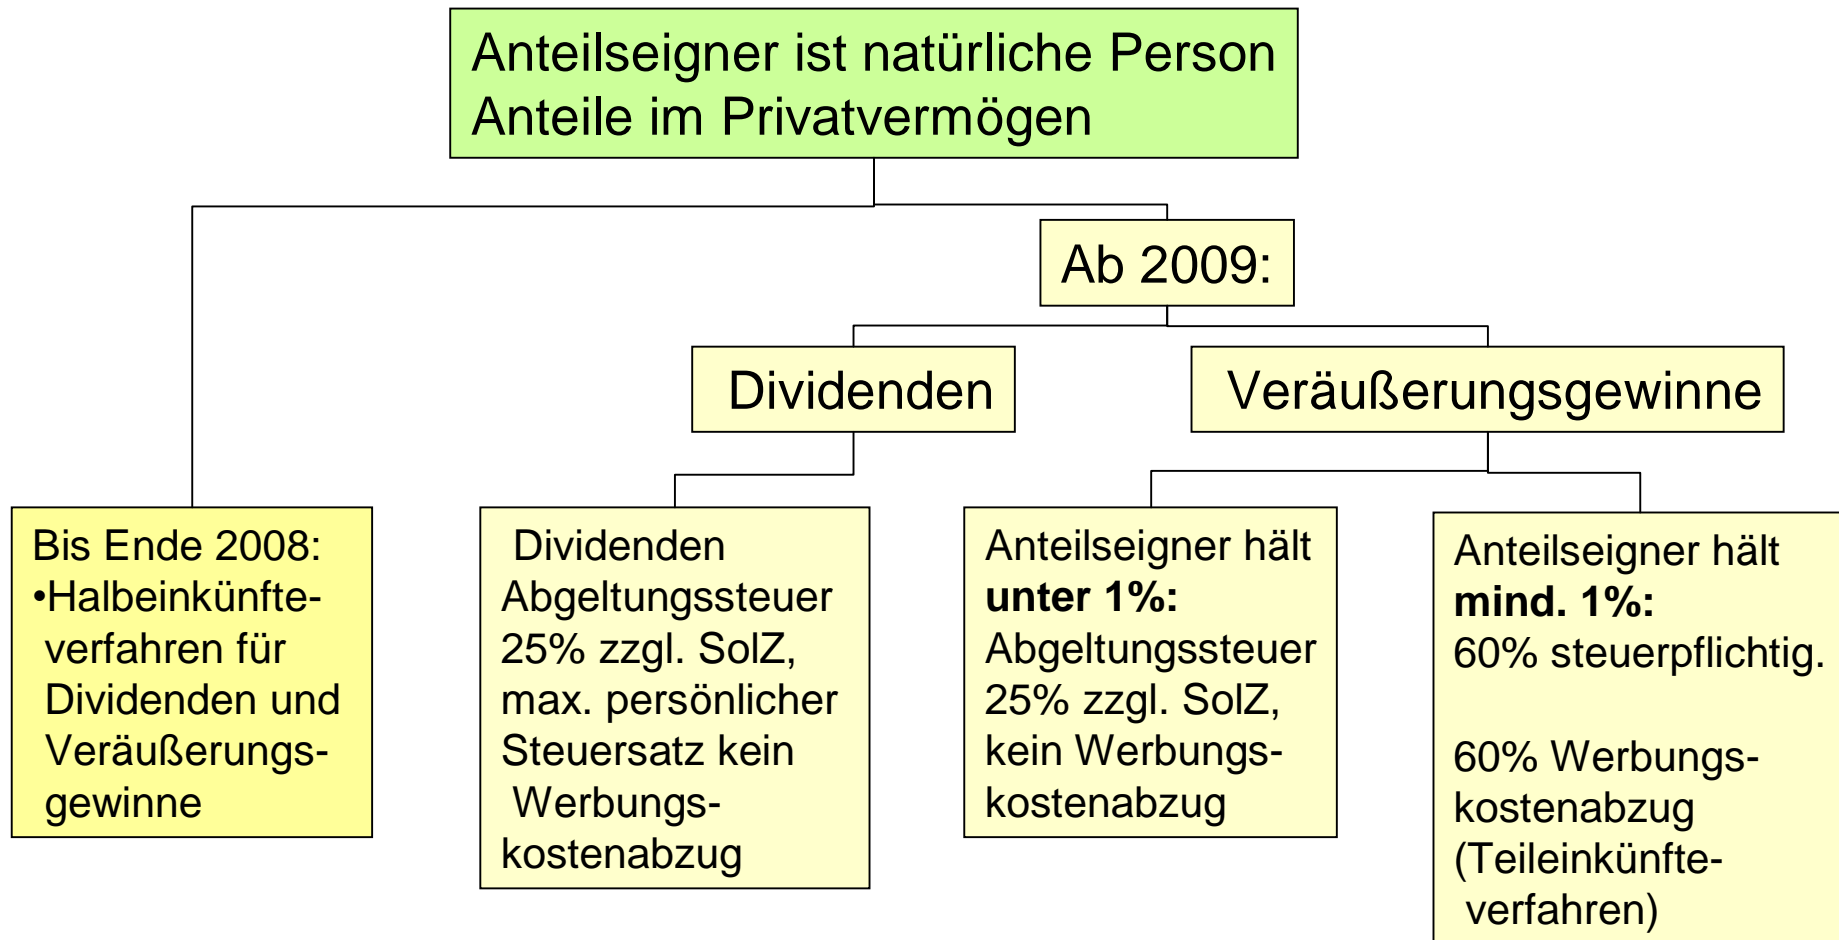 Anteilseigner ist natürliche Person
Anteile im Privatvermögen
Ab 2009:
Dividenden
Veräußerungsgewinne
Bis Ende 2008:
•Halbeinkünfte-
verfahren für
Dividenden und
Veräußerungs-
gewinne
Dividenden
Abgeltungssteuer
25% zzgl. SolZ,
max. persönlicher
Steuersatz kein
Werbungs-
kostenabzug
Anteilseigner hält
unter 1%:
Abgeltungssteuer
25% zzgl. SolZ,
kein Werbungs-
kostenabzug
Anteilseigner hält
mind. 1%:
60% steuerpflichtig.
60% Werbungs-
kostenabzug
(Teileinkünfte-
verfahren)